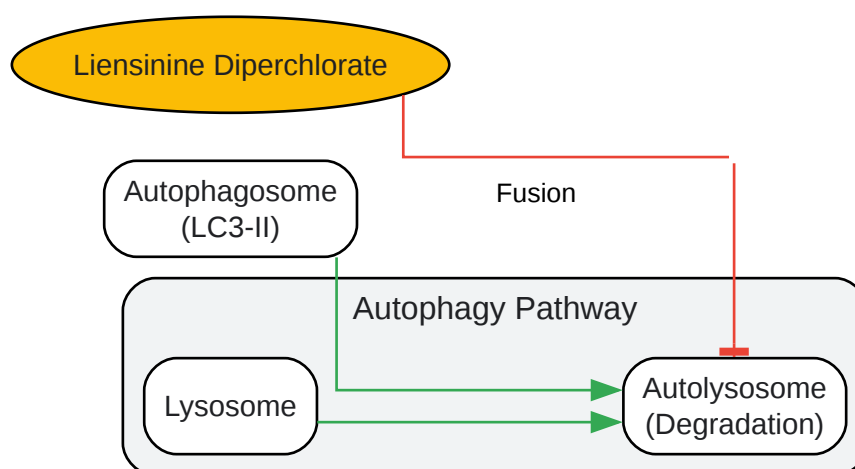 Liensinine Diperchlorate
Autophagosome
(LC3-II)
Fusion
Autophagy Pathway
Lysosome
Autolysosome
(Degradation)